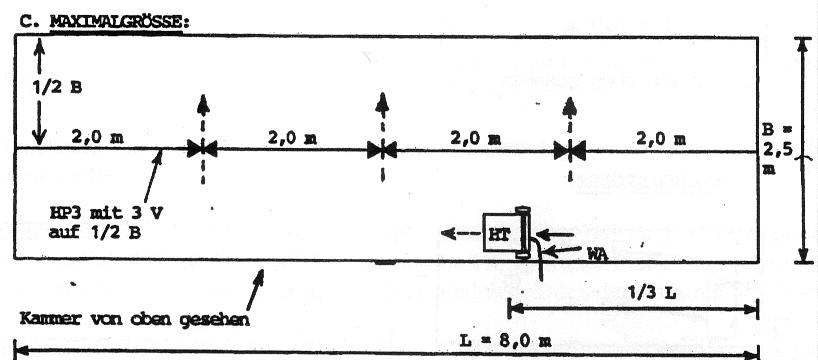 C. MAXIMALGRÖSSE:
1/2 B
2,0 m
2,0 m
2,0 m
2,0 m
B =
2,5
m
HP3 mit 3 V
auf 1/2 B
HT
WA
1/3 L
Kammer von oben gesehen
L = 8,0 m